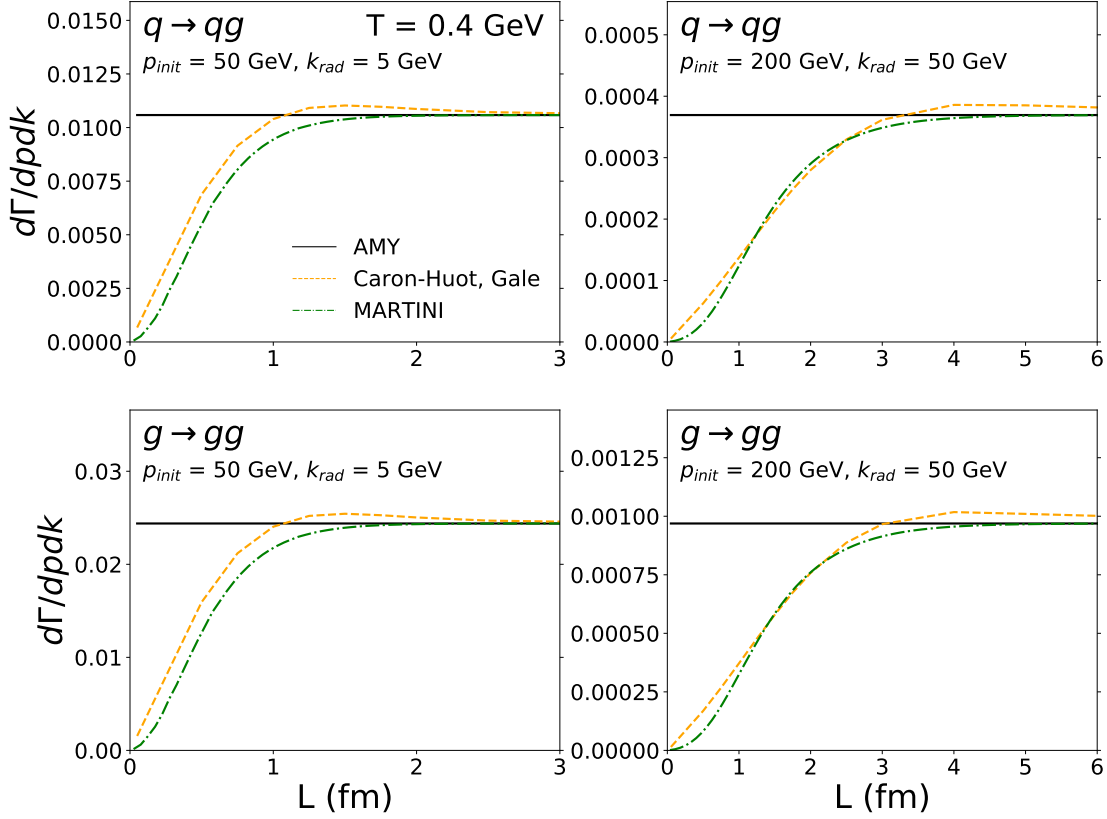 q → qg
T = 0.4 GeV
p_init = 50 GeV, k_rad = 5 GeV
dΓ/dpdk
0.0150
0.0125
0.0100
0.0075
0.0050
0.0025
0.0000
AMY
Caron-Huot, Gale
MARTINI
0 1 2 3
q → qg
p_init = 200 GeV, k_rad = 50 GeV
0.0005
0.0004
0.0003
0.0002
0.0001
0.0000
0 1 2 3 4 5 6
g → gg
p_init = 50 GeV, k_rad = 5 GeV
dΓ/dpdk
0.03
0.02
0.01
0.00
0 1 2 3
L (fm)
g → gg
p_init = 200 GeV, k_rad = 50 GeV
0.00125
0.00100
0.00075
0.00050
0.00025
0.00000
0 1 2 3 4 5 6
L (fm)